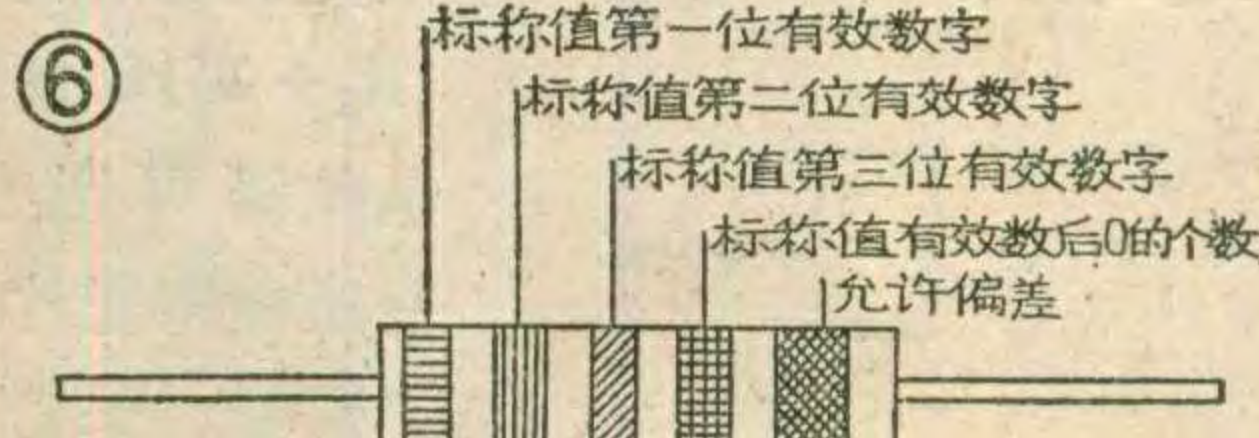 ⑥
标称值第一位有效数字
标称值第二位有效数字
标称值第三位有效数字
标称值有效数后0的个数
允许偏差